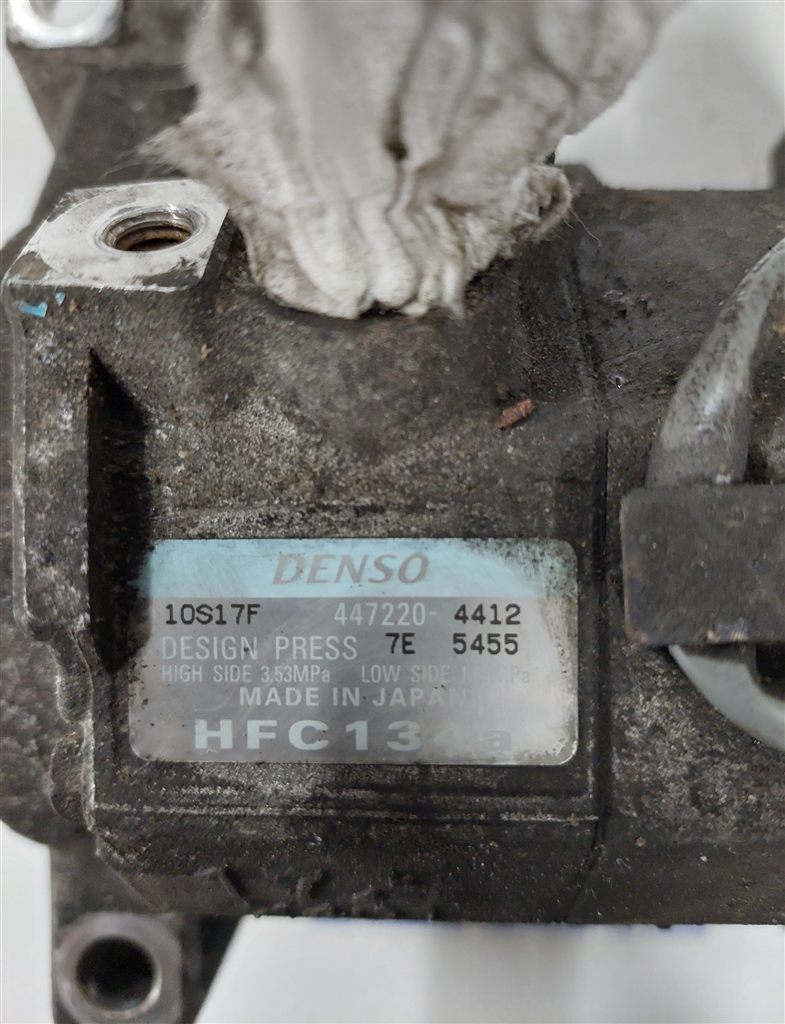 DENSO
10S17F 447220- 4412
DESIGN PRESS 7E 5455
HIGH SIDE 3.53MPa LOW SIDE
MADE IN JAPAN
HFC134a